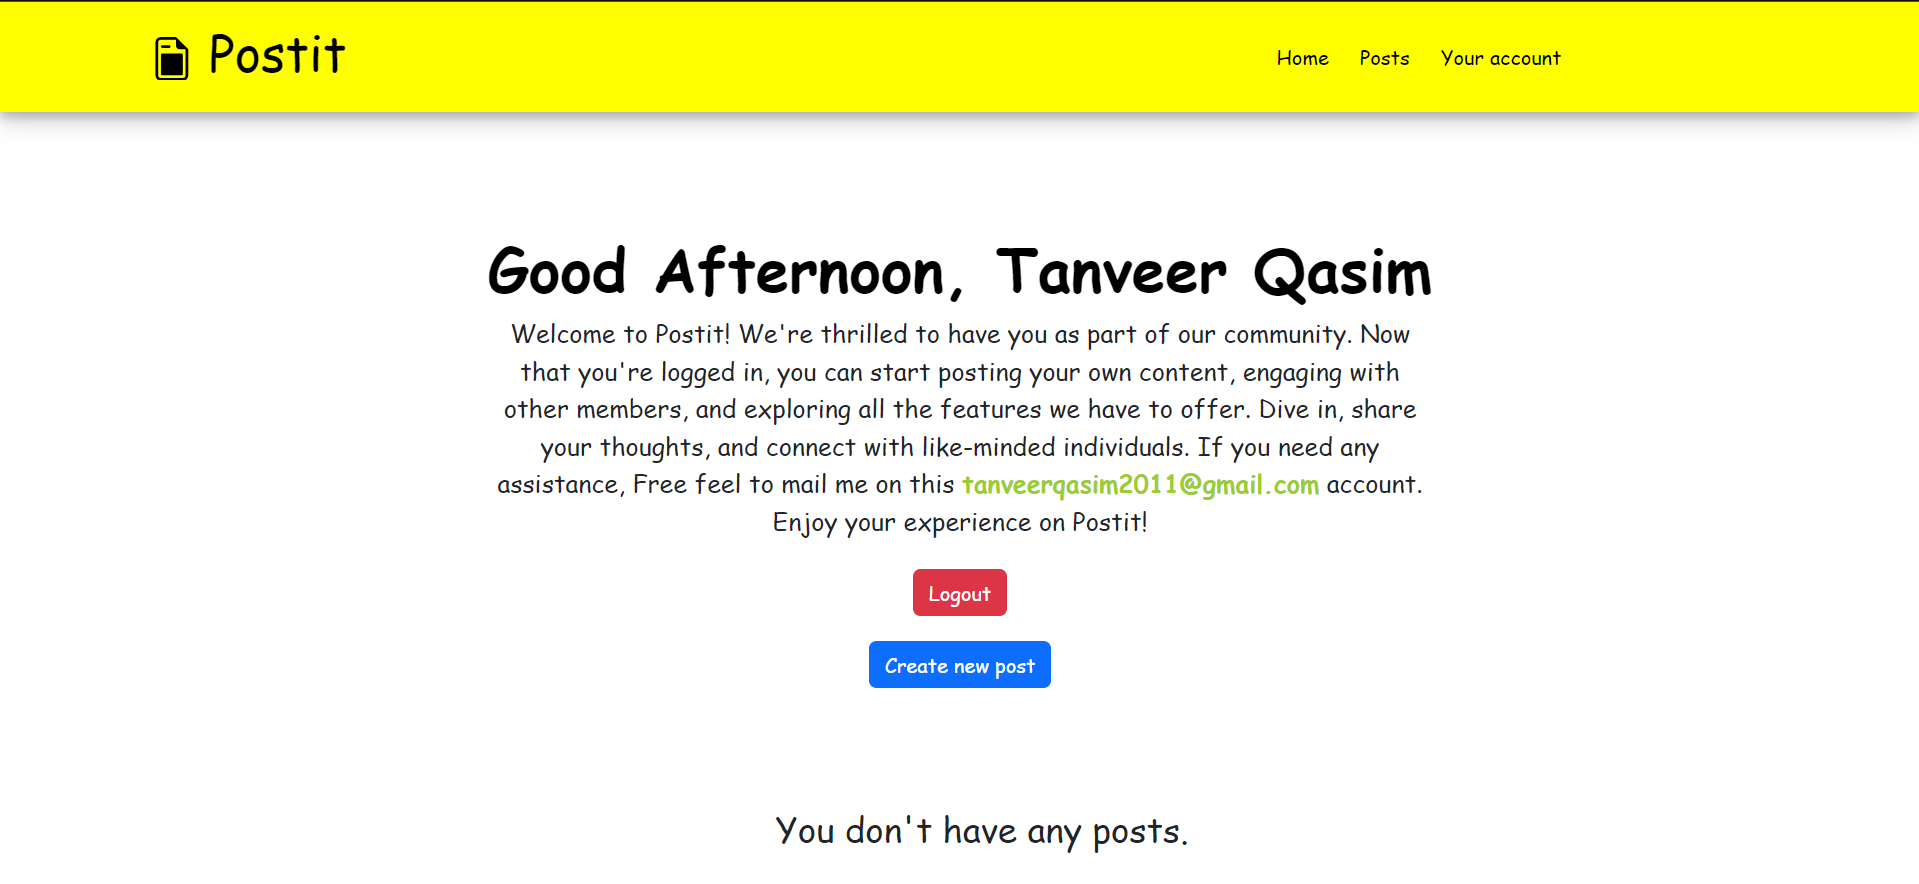 Postit
Home Posts Your account
Good Afternoon, Tanveer Qasim
Welcome to Postit! We're thrilled to have you as part of our community. Now
that you're logged in, you can start posting your own content, engaging with
other members, and exploring all the features we have to offer. Dive in, share
your thoughts, and connect with like-minded individuals. If you need any
assistance, Free feel to mail me on this tanveerqasim2011@gmail.com account.
Enjoy your experience on Postit!
Logout
Create new post
You don't have any posts.